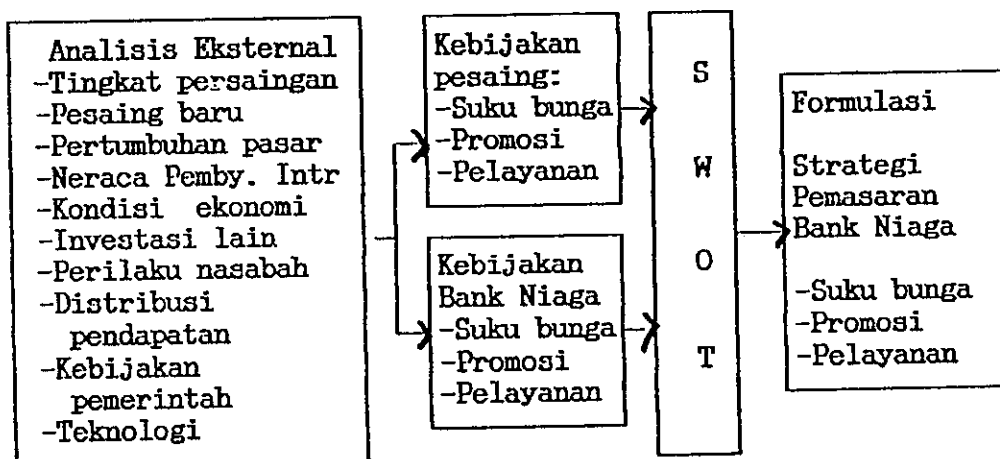 Analisis Eksternal
-Tingkat persaingan
-Pesaing baru
-Pertumbuhan pasar
-Neraca Pemby. Intr
-Kondisi ekonomi
-Investasi lain
-Perilaku nasabah
-Distribusi
pendapatan
-Kebijakan
pemerintah
-Teknologi
Kebijakan
pesaing:
-Suku bunga
-Promosi
-Pelayanan
Kebijakan
Bank Niaga
-Suku bunga
-Promosi
-Pelayanan
S
W
O
T
Formulasi
Strategi
Pemasaran
Bank Niaga
-Suku bunga
-Promosi
-Pelayanan